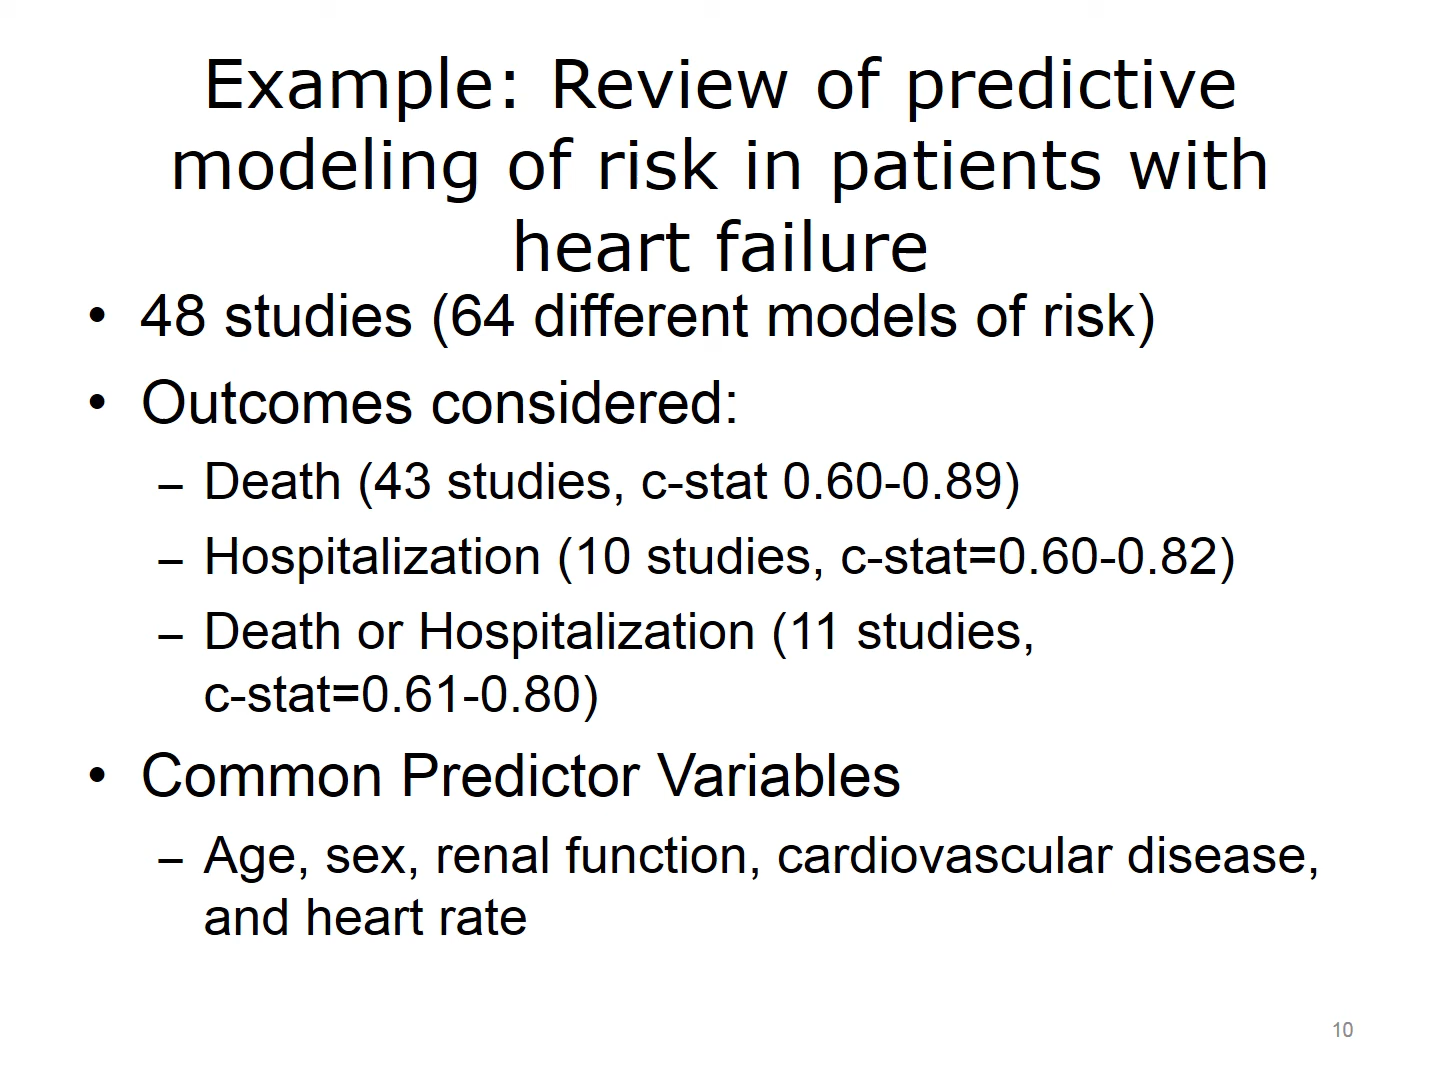 Example: Review of predictive
modeling of risk in patients with
heart failure
• 48 studies (64 different models of risk)
• Outcomes considered:
– Death (43 studies, c-stat 0.60-0.89)
– Hospitalization (10 studies, c-stat=0.60-0.82)
– Death or Hospitalization (11 studies,
c-stat=0.61-0.80)
• Common Predictor Variables
– Age, sex, renal function, cardiovascular disease,
and heart rate
10